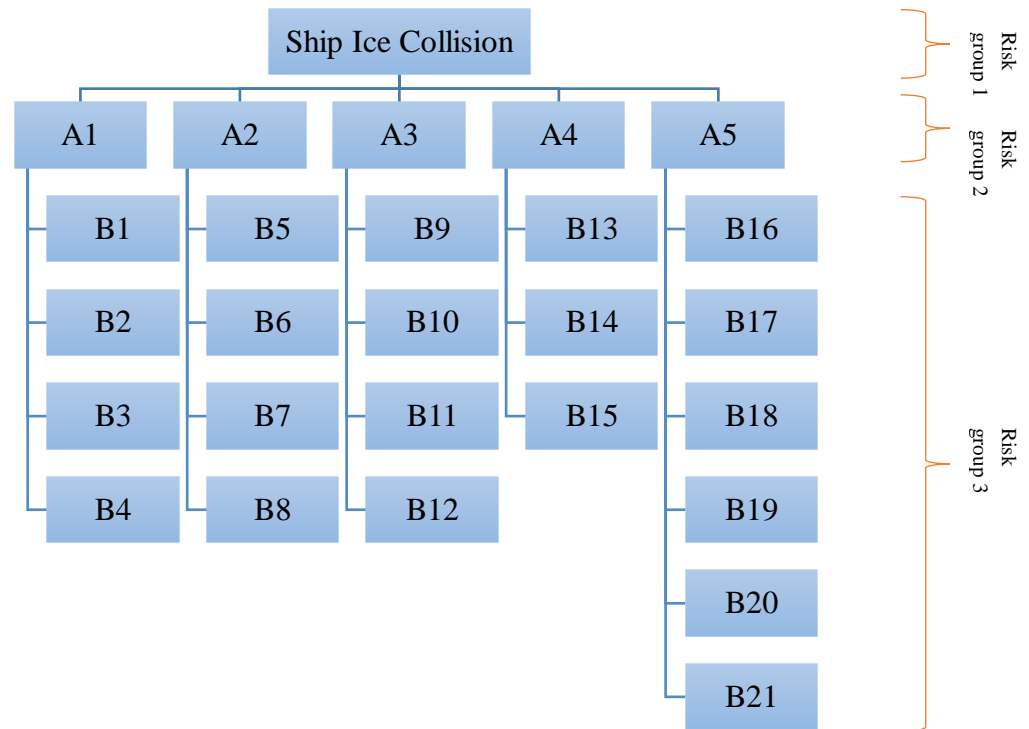 Ship Ice Collision
Risk
group 1
A1
A2
A3
A4
A5
Risk
group 2
B1
B5
B9
B13
B16
B2
B6
B10
B14
B17
B3
B7
B11
B15
B18
Risk
group 3
B4
B8
B12
B19
B20
B21